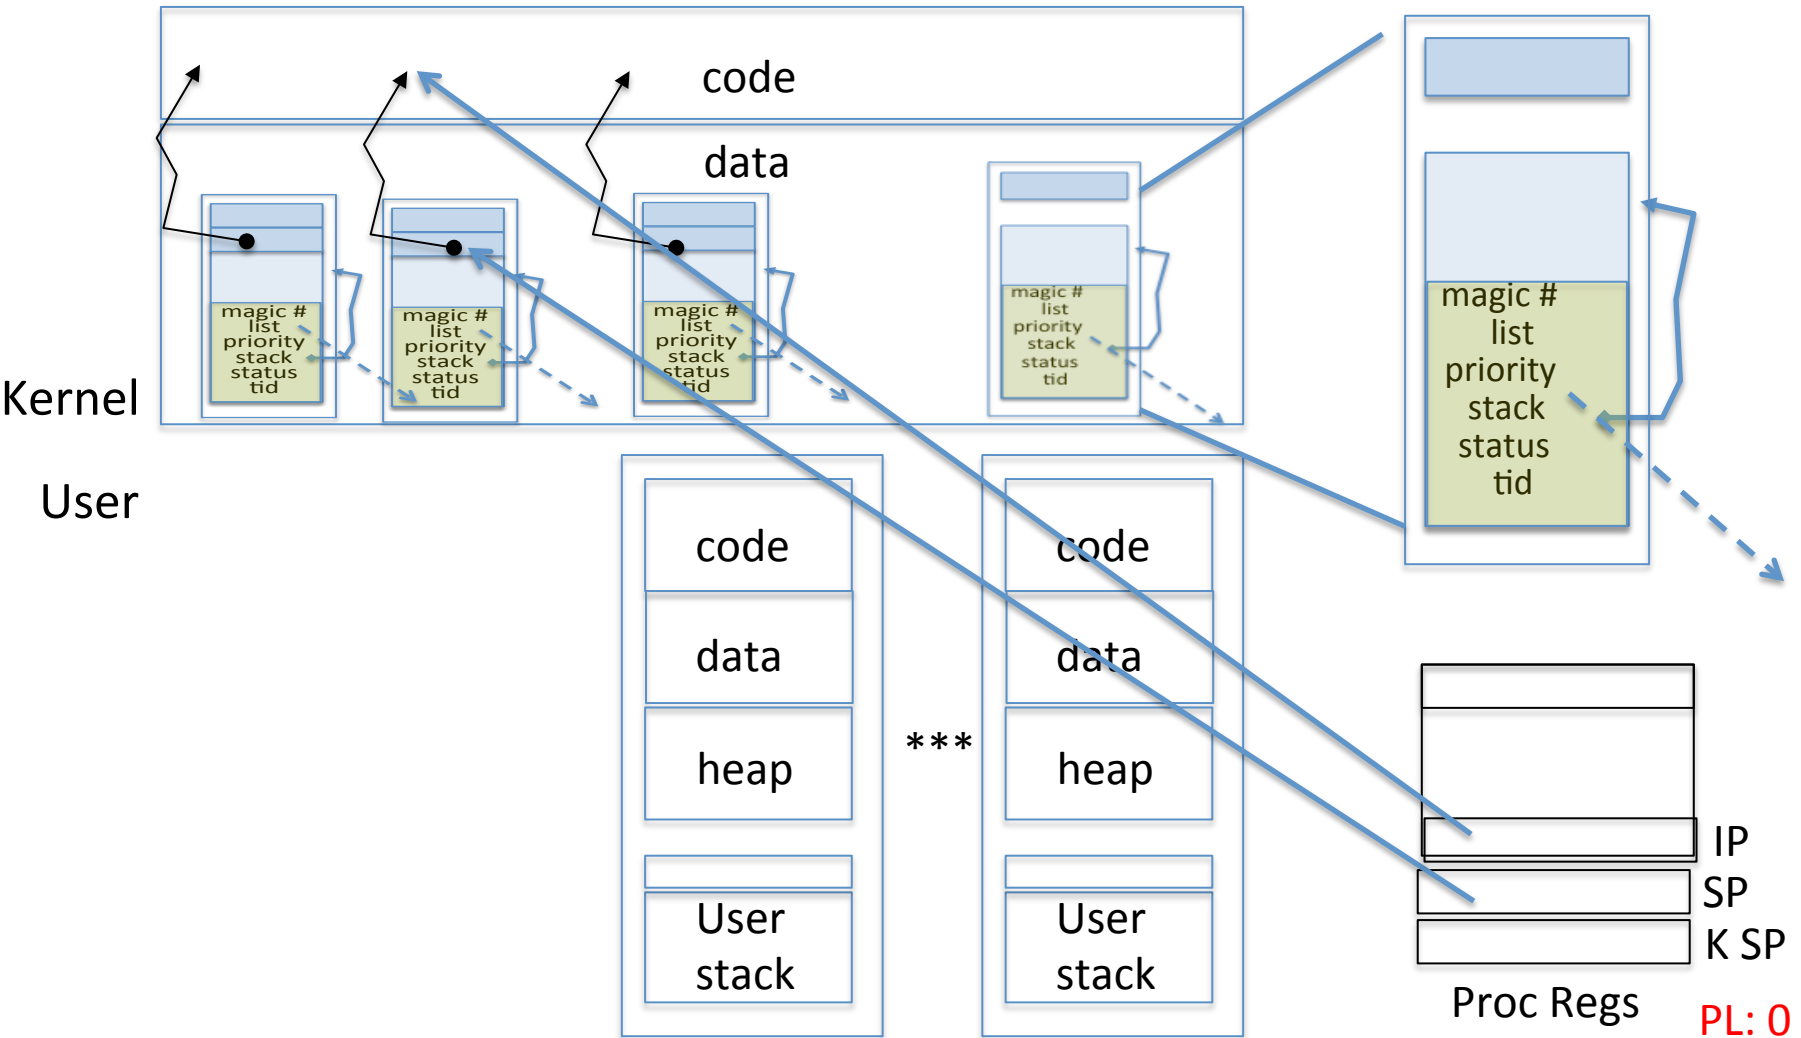 code
data
magic #
list
priority
stack
status
tid
magic #
list
priority
stack
status
tid
magic #
list
priority
stack
status
tid
magic #
list
priority
stack
status
tid
magic #
list
priority
stack
status
tid
Kernel
User
code
data
heap
User
stack
***
code
data
heap
User
stack
IP
SP
K SP
Proc Regs
PL: 0